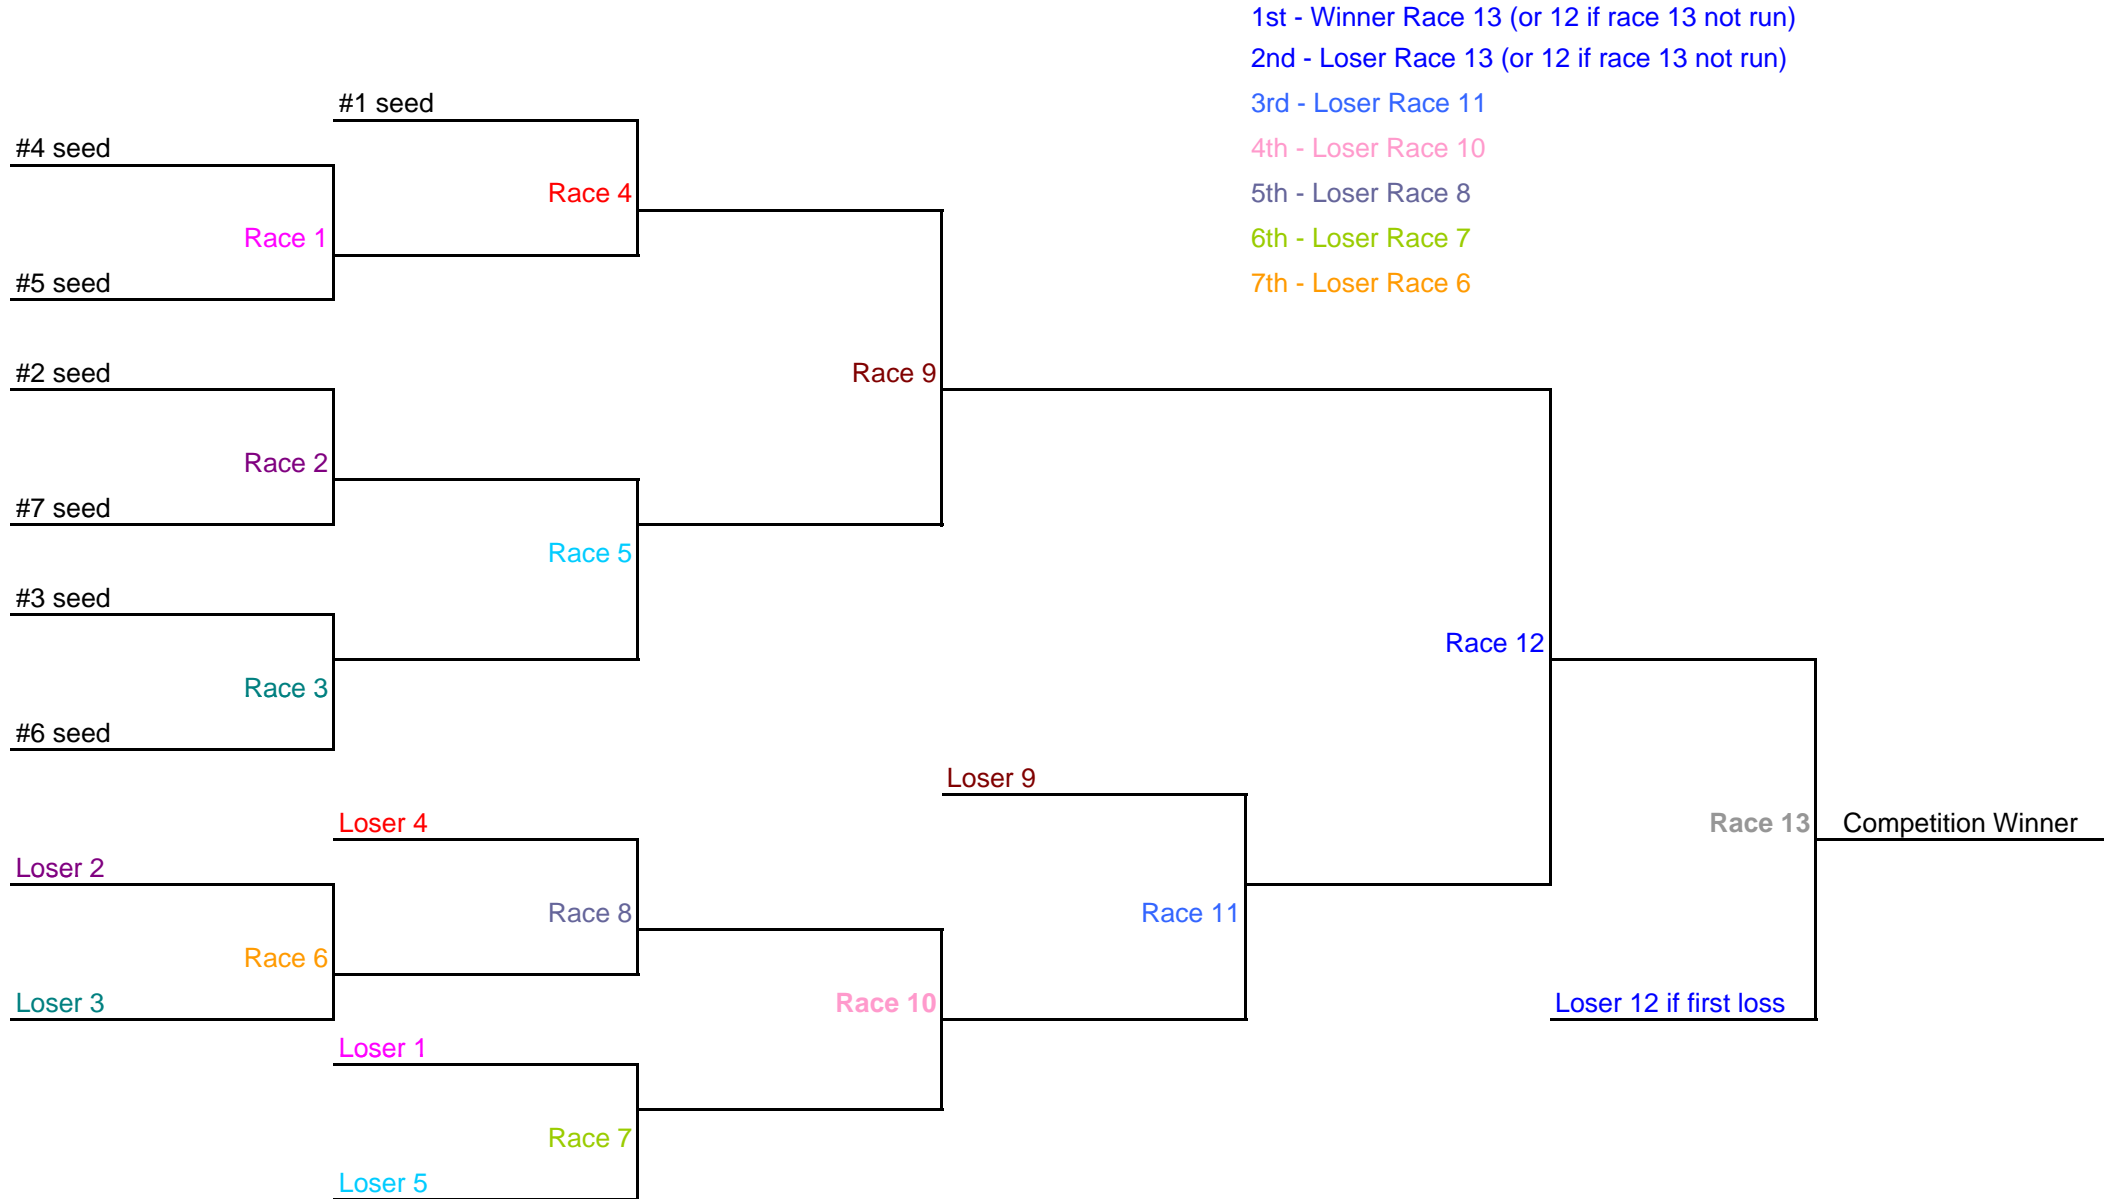 1st - Winner Race 13 (or 12 if race 13 not run)
2nd - Loser Race 13 (or 12 if race 13 not run)
#1 seed
3rd - Loser Race 11
#4 seed
4th - Loser Race 10
Race 4
5th - Loser Race 8
Race 1
6th - Loser Race 7
#5 seed
7th - Loser Race 6
#2 seed
Race 9
Race 2
#7 seed
Race 5
#3 seed
Race 12
Race 3
#6 seed
Loser 9
Loser 4
Race 13
Competition Winner
Loser 2
Race 8
Race 11
Race 6
Loser 3
Race 10
Loser 12 if first loss
Loser 1
Race 7
Loser 5